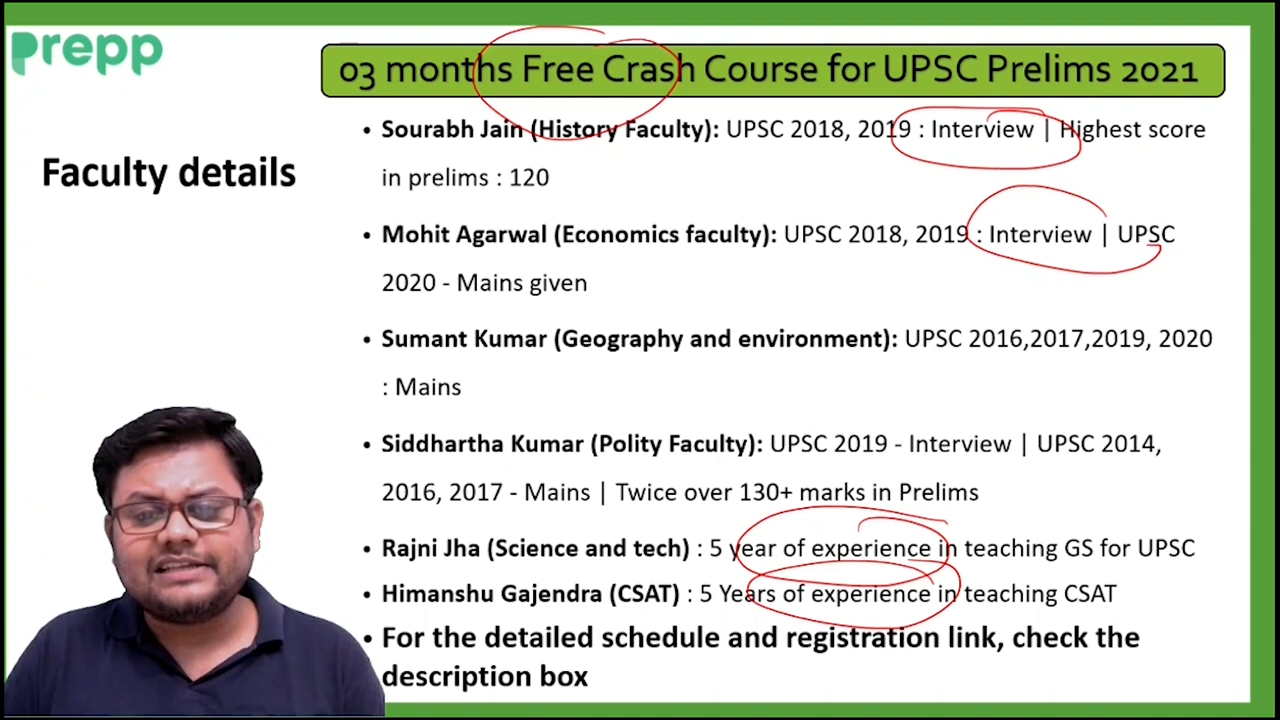 prepp
03 months Free Crash Course for UPSC Prelims 2021
Faculty details
• Sourabh Jain (History Faculty): UPSC 2018, 2019 : Interview | Highest score
in prelims : 120
• Mohit Agarwal (Economics faculty): UPSC 2018, 2019 : Interview | UPSC
2020 - Mains given
• Sumant Kumar (Geography and environment): UPSC 2016,2017,2019, 2020
: Mains
• Siddhartha Kumar (Polity Faculty): UPSC 2019 - Interview | UPSC 2014,
2016, 2017 - Mains | Twice over 130+ marks in Prelims
• Rajni Jha (Science and tech) : 5 year of experience in teaching GS for UPSC
• Himanshu Gajendra (CSAT) : 5 Years of experience in teaching CSAT
• For the detailed schedule and registration link, check the
description box